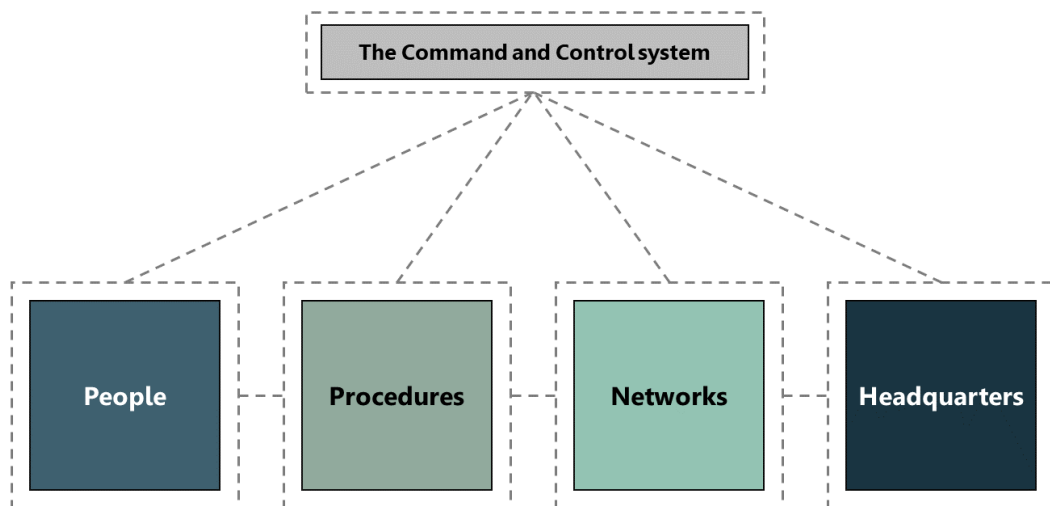 The Command and Control system
People
Procedures
Networks
Headquarters